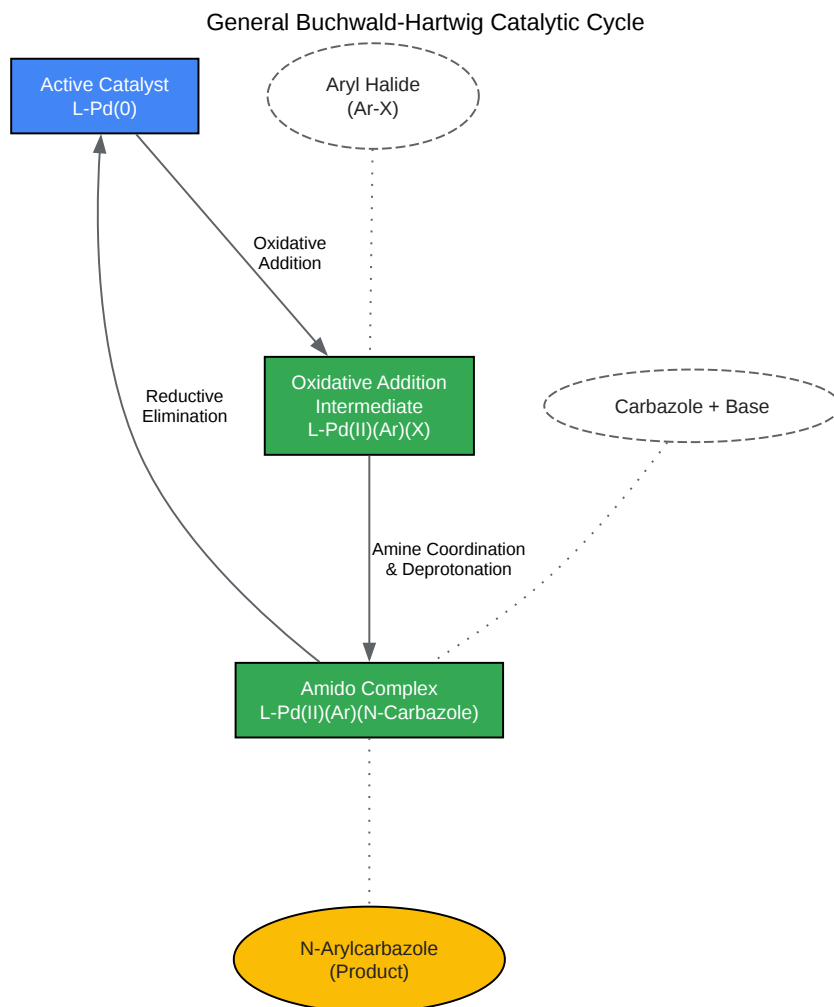 General Buchwald-Hartwig Catalytic Cycle
Active Catalyst
L-Pd(0)
Aryl Halide
(Ar-X)
Oxidative
Addition
Oxidative Addition
Intermediate
L-Pd(II)(Ar)(X)
Carbazole + Base
Reductive
Elimination
Amine Coordination
& Deprotonation
Amido Complex
L-Pd(II)(Ar)(N-Carbazole)
N-Arylcarbazole
(Product)